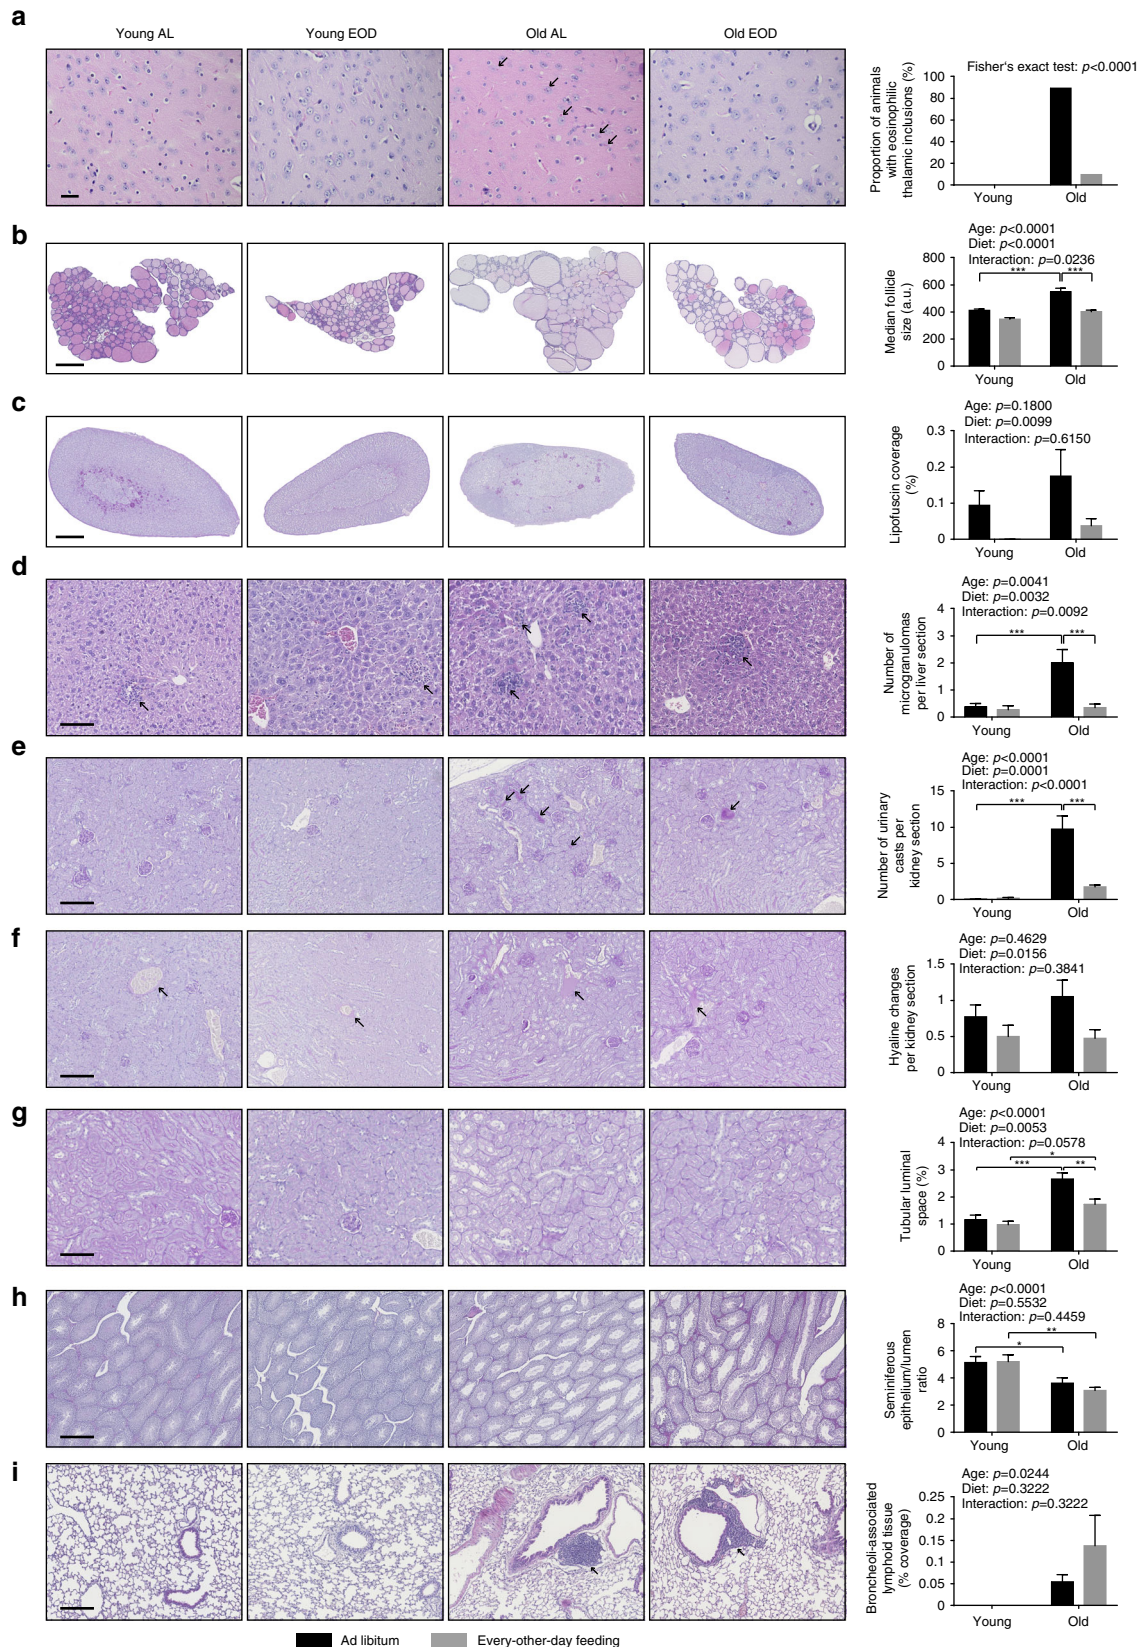 a
Young AL
Young EOD
Old AL
Old EOD
Fisher's exact test: p<0.0001
Proportion of animals
with eosinophilic
thalamic inclusions (%)
100
80
60
40
20
0
Young
Old
b
Age: p<0.0001
Diet: p<0.0001
Interaction: p=0.0236
Median follicle
size (a.u.)
800
600
400
200
0
***
***
Young
Old
c
Age: p=0.1800
Diet: p=0.0099
Interaction: p=0.6150
Lipofuscin coverage
(%)
0.3
0.2
0.1
0
Young
Old
d
Age: p=0.0041
Diet: p=0.0032
Interaction: p=0.0092
Number of
microgranulomas
per liver section
4
3
2
1
0
***
***
Young
Old
e
Age: p<0.0001
Diet: p=0.0001
Interaction: p<0.0001
Number of urinary
casts per
kidney section
15
10
5
0
***
***
Young
Old
f
Age: p=0.4629
Diet: p=0.0156
Interaction: p=0.3841
Hyaline changes
per kidney section
1.5
1
0.5
0
Young
Old
g
Age: p<0.0001
Diet: p=0.0053
Interaction: p=0.0578
Tubular luminal
space (%)
4
3
2
1
0
*
***
**
Young
Old
h
Age: p<0.0001
Diet: p=0.5532
Interaction: p=0.4459
Seminiferous
epithelium/lumen
ratio
8
6
4
2
0
**
*
Young
Old
i
Age: p=0.0244
Diet: p=0.3222
Interaction: p=0.3222
Broncheoli-associated
lymphoid tissue
(% coverage)
0.25
0.2
0.15
0.1
0.05
0
Young
Old
Ad libitum
Every-other-day feeding